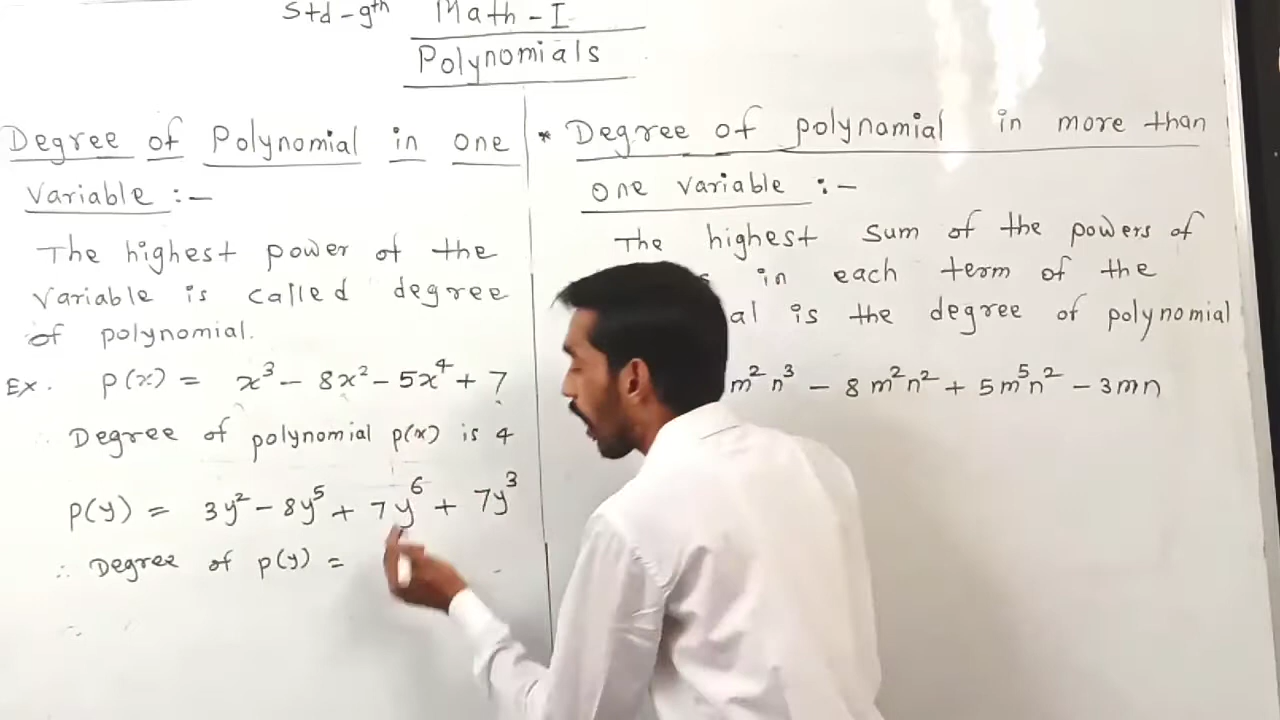 Std - 9th Math - I
Polynomials
Degree of Polynomial in one
Variable :-
The highest power of the
Variable is called degree
of polynomial.
Ex. p(x) = x³ - 8x² - 5x⁴ + 7
Degree of polynomial p(x) is 4
p(y) = 3y² - 8y⁵ + 7y⁶ + 7y³
∴ Degree of p(y) =
* Degree of polynamial in more than
one variable :-
The highest sum of the powers of
in each term of the
al is the degree of polynomial
m²n³ - 8m²n² + 5m⁵n² - 3mn